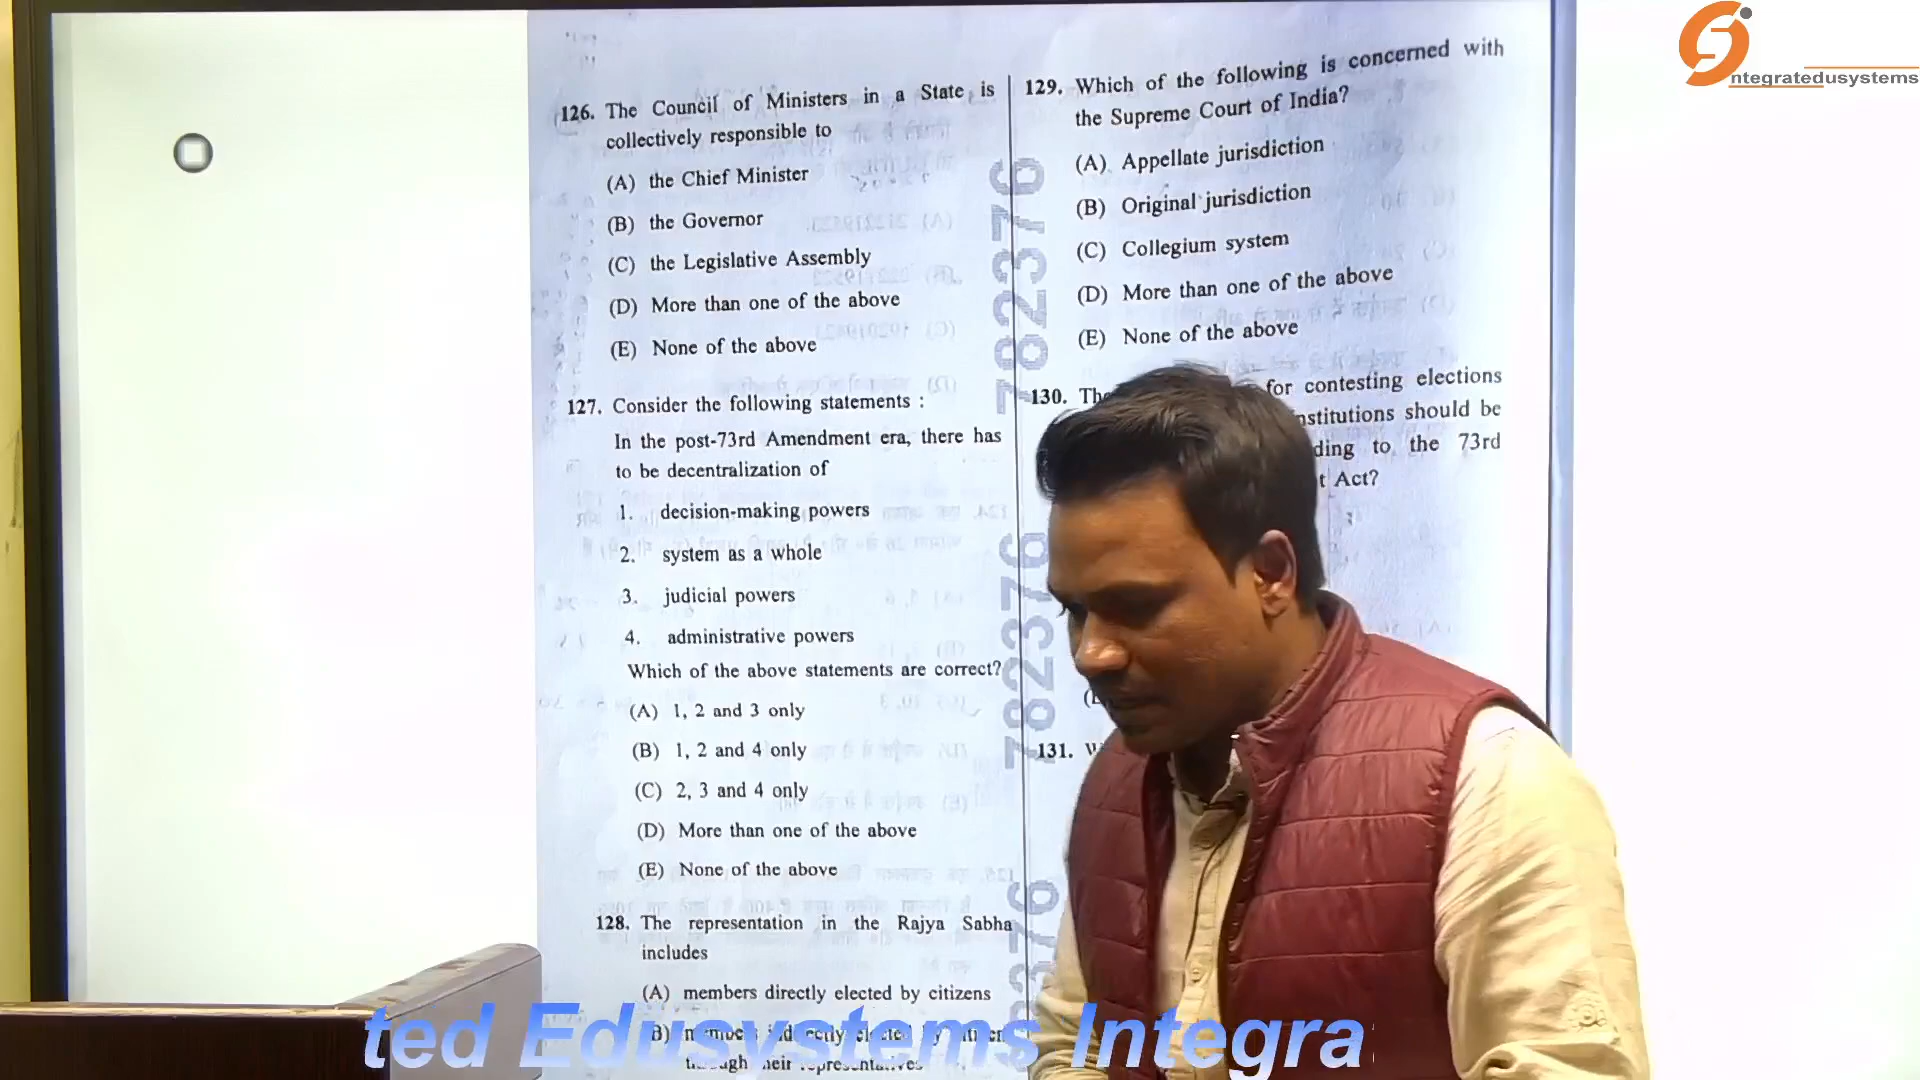 126. The Council of Ministers in a State is
collectively responsible to
(A) the Chief Minister
(B) the Governor
(C) the Legislative Assembly
(D) More than one of the above
(E) None of the above
127. Consider the following statements :
In the post-73rd Amendment era, there has
to be decentralization of
1. decision-making powers
2. system as a whole
3. judicial powers
4. administrative powers
Which of the above statements are correct?
(A) 1, 2 and 3 only
(B) 1, 2 and 4 only
(C) 2, 3 and 4 only
(D) More than one of the above
(E) None of the above
128. The representation in the Rajya Sabha
includes
(A) members directly elected by citizens
782376
782376
129. Which of the following is concerned with
the Supreme Court of India?
(A) Appellate jurisdiction
(B) Original jurisdiction
(C) Collegium system
(D) More than one of the above
(E) None of the above
130.
for contesting elections
should be
to the 73rd
Act?
131.
ntegratedusystems
ted Edusystems Integra